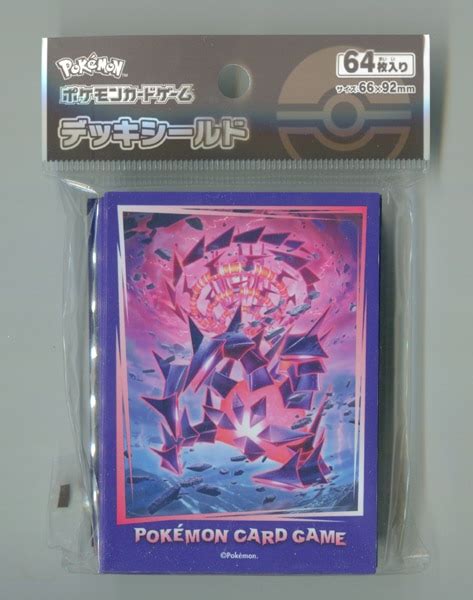 Pokémon
ポケモンカードゲーム
デッキシールド
64枚入り
サイズ:66×92mm
POKÉMON CARD GAME
©Pokémon.